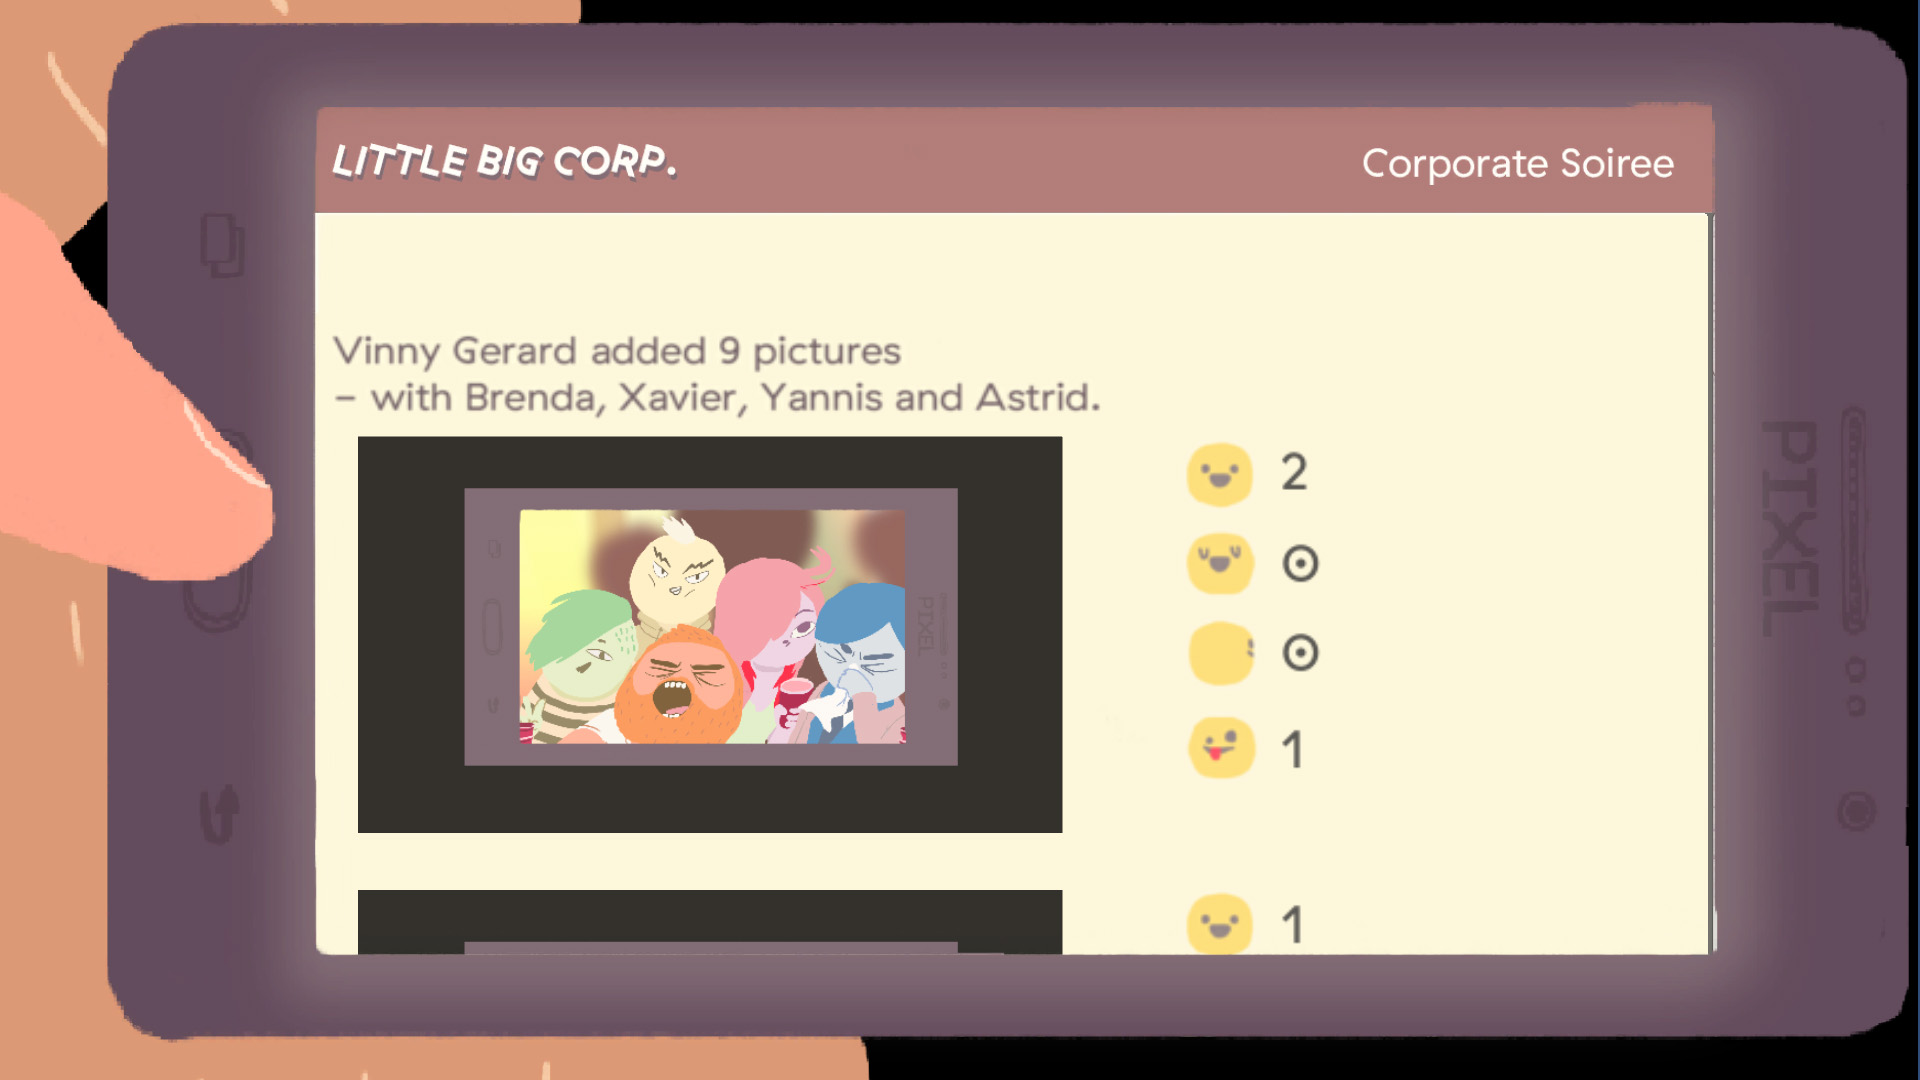 LITTLE BIG CORP.
Corporate Soiree
Vinny Gerard added 9 pictures
– with Brenda, Xavier, Yannis and Astrid.
2
0
0
1
1
PIXEL
PIXEL